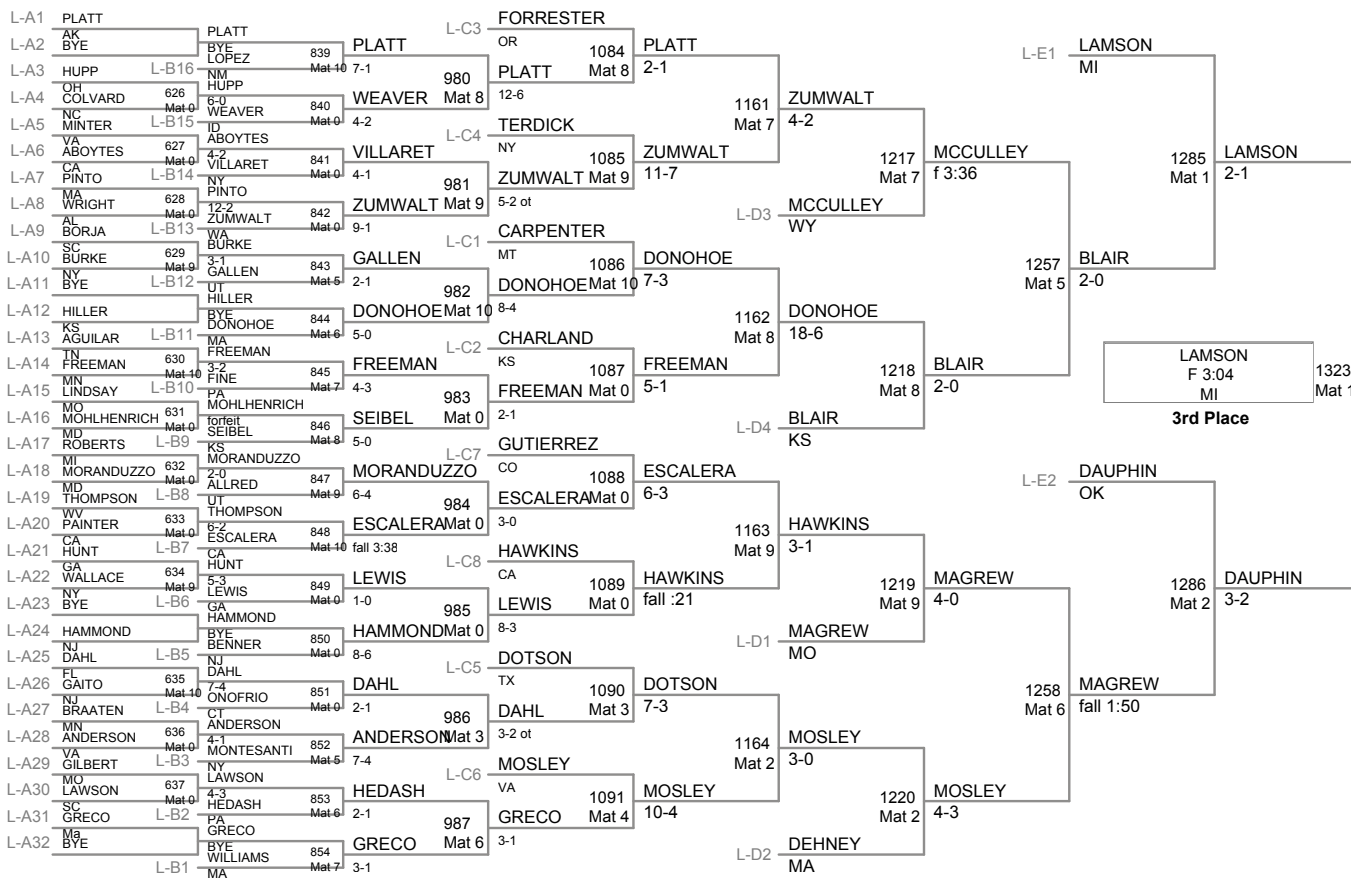 L-A1 PLATT
AK
L-A2 BYE
L-A3 HUPP
OH
L-A4 COLVARD
NC
L-A5 MINTER
VA
L-A6 ABOYTES
CA
L-A7 PINTO
MA
L-A8 WRIGHT
AL
L-A9 BORJA
SC
L-A10 BURKE
NY
L-A11 BYE
L-A12 HILLER
KS
L-A13 AGUILAR
TN
L-A14 FREEMAN
MN
L-A15 LINDSAY
MO
L-A16 MOHLHENRICH
MD
L-A17 ROBERTS
MI
L-A18 MORANDUZZO
MD
L-A19 THOMPSON
WV
L-A20 PAINTER
CA
L-A21 HUNT
GA
L-A22 WALLACE
NY
L-A23 BYE
L-A24 HAMMOND
NJ
L-A25 DAHL
FL
L-A26 GAITO
NJ
L-A27 BRAATEN
MN
L-A28 ANDERSON
VA
L-A29 GILBERT
MO
L-A30 LAWSON
SC
L-A31 GRECO
Ma
L-A32 BYE
626
Mat 0
627
Mat 0
628
Mat 0
629
Mat 9
630
Mat 10
631
Mat 0
632
Mat 0
633
Mat 0
634
Mat 9
635
Mat 10
636
Mat 0
637
Mat 0
PLATT
BYE
L-B16 LOPEZ
NM
HUPP
6-0
L-B15 WEAVER
ID
ABOYTES
4-2
L-B14 VILLARET
NY
PINTO
12-2
L-B13 ZUMWALT
WA
BURKE
3-1
L-B12 GALLEN
UT
HILLER
BYE
L-B11 DONOHOE
MA
FREEMAN
3-2
L-B10 FINE
PA
MOHLHENRICH
forfeit
L-B9 SEIBEL
KS
MORANDUZZO
2-0
L-B8 ALLRED
UT
THOMPSON
6-2
L-B7 ESCALERA
CA
HUNT
5-3
L-B6 LEWIS
GA
HAMMOND
BYE
L-B5 BENNER
NJ
DAHL
7-4
L-B4 ONOFRIO
CT
ANDERSON
4-1
L-B3 MONTESANTI
NY
LAWSON
4-3
L-B2 HEDASH
PA
GRECO
BYE
L-B1 WILLIAMS
MA
839
Mat 10
840
Mat 0
841
Mat 0
842
Mat 0
843
Mat 5
844
Mat 6
845
Mat 7
846
Mat 8
847
Mat 9
848
Mat 10
849
Mat 0
850
Mat 0
851
Mat 0
852
Mat 5
853
Mat 6
854
Mat 7
PLATT
7-1
WEAVER
4-2
VILLARET
4-1
ZUMWALT
9-1
GALLEN
2-1
DONOHOE
5-0
FREEMAN
4-3
SEIBEL
5-0
MORANDUZZO
6-4
ESCALERA
fall 3:38
LEWIS
1-0
HAMMOND
8-6
DAHL
2-1
ANDERSON
7-4
HEDASH
2-1
GRECO
3-1
980
Mat 8
981
Mat 9
982
Mat 10
983
Mat 0
984
Mat 0
985
Mat 0
986
Mat 3
987
Mat 6
L-C3 FORRESTER
OR
PLATT
12-6
L-C4 TERDICK
NY
ZUMWALT
5-2 ot
L-C1 CARPENTER
MT
DONOHOE
8-4
L-C2 CHARLAND
KS
FREEMAN
2-1
L-C7 GUTIERREZ
CO
ESCALERA
3-0
L-C8 HAWKINS
CA
LEWIS
8-3
L-C5 DOTSON
TX
DAHL
3-2 ot
L-C6 MOSLEY
VA
GRECO
3-1
1084
Mat 8
1085
Mat 9
1086
Mat 10
1087
Mat 0
1088
Mat 0
1089
Mat 0
1090
Mat 3
1091
Mat 4
PLATT
2-1
ZUMWALT
11-7
DONOHOE
7-3
FREEMAN
5-1
ESCALERA
6-3
HAWKINS
fall :21
DOTSON
7-3
MOSLEY
10-4
1161
Mat 7
1162
Mat 8
1163
Mat 9
1164
Mat 2
ZUMWALT
4-2
L-D3 MCCULLEY
WY
DONOHOE
18-6
L-D4 BLAIR
KS
HAWKINS
3-1
L-D1 MAGREW
MO
MOSLEY
3-0
L-D2 DEHNEY
MA
1217
Mat 7
1218
Mat 8
1219
Mat 9
1220
Mat 2
MCCULLEY
f 3:36
BLAIR
2-0
MAGREW
4-0
MOSLEY
4-3
1257
Mat 5
1258
Mat 6
L-E1 LAMSON
MI
BLAIR
2-0
L-E2 DAUPHIN
OK
MAGREW
fall 1:50
1285
Mat 1
1286
Mat 2
LAMSON
2-1
DAUPHIN
3-2
LAMSON
F 3:04
MI
3rd Place
1323
Mat 1